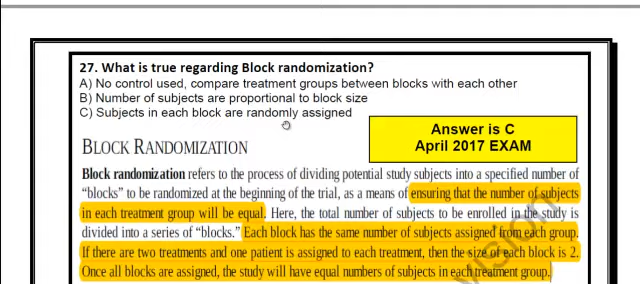 27. What is true regarding Block randomization?
A) No control used, compare treatment groups between blocks with each other
B) Number of subjects are proportional to block size
C) Subjects in each block are randomly assigned
Answer is C
April 2017 EXAM
BLOCK RANDOMIZATION
Block randomization refers to the process of dividing potential study subjects into a specified number of
“blocks” to be randomized at the beginning of the trial, as a means of ensuring that the number of subjects
in each treatment group will be equal. Here, the total number of subjects to be enrolled in the study is
divided into a series of “blocks.” Each block has the same number of subjects assigned from each group.
If there are two treatments and one patient is assigned to each treatment, then the size of each block is 2.
Once all blocks are assigned, the study will have equal numbers of subjects in each treatment group.